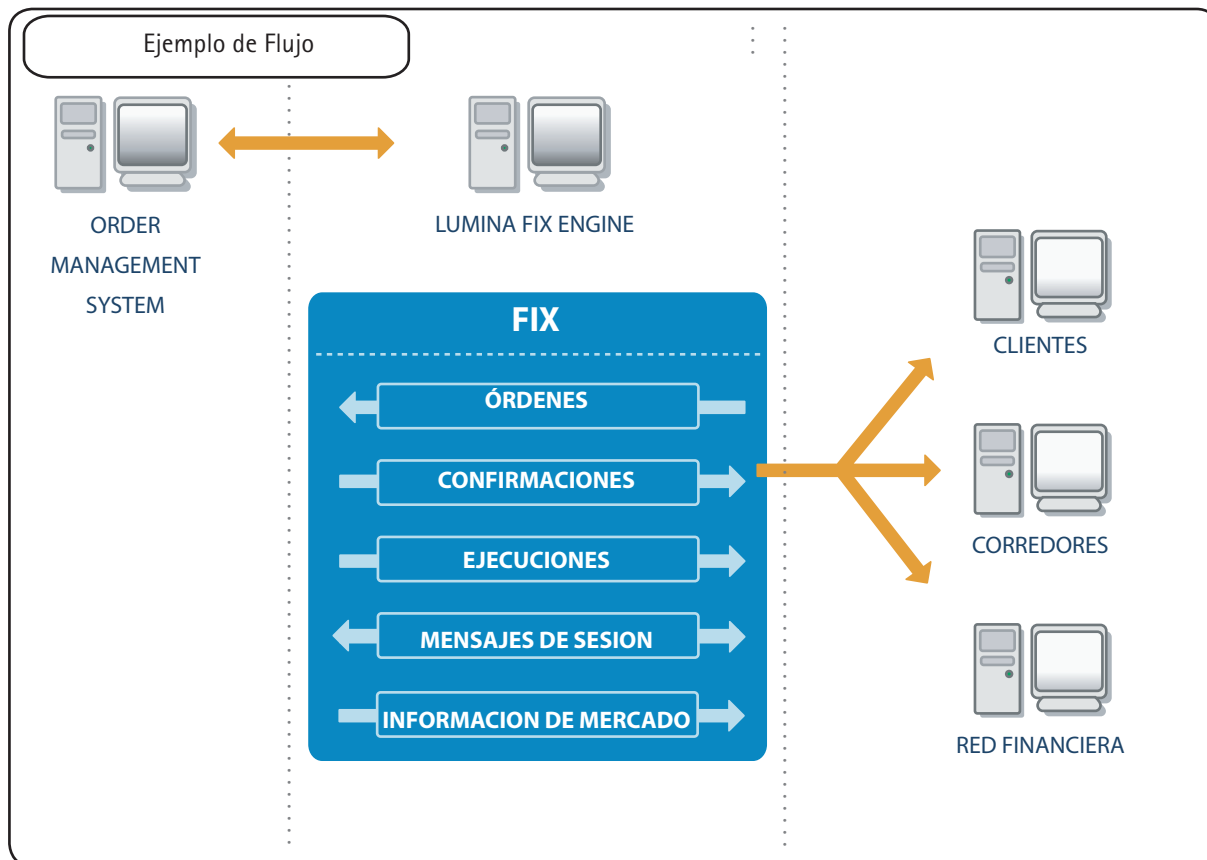 Ejemplo de Flujo
ORDER
MANAGEMENT
SYSTEM
LUMINA FIX ENGINE
FIX
ÓRDENES
CONFIRMACIONES
EJECUCIONES
MENSAJES DE SESION
INFORMACION DE MERCADO
CLIENTES
CORREDORES
RED FINANCIERA